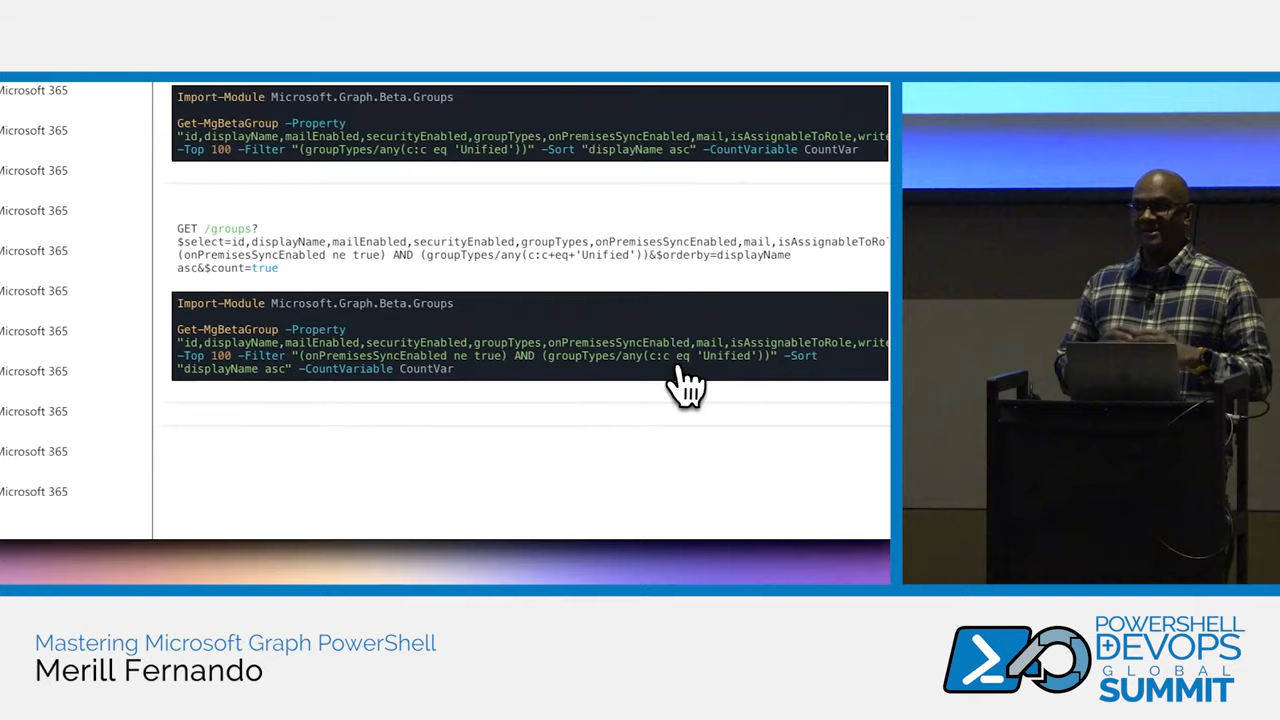 Microsoft 365
Microsoft 365
Microsoft 365
Microsoft 365
Microsoft 365
Microsoft 365
Microsoft 365
Microsoft 365
Microsoft 365
Microsoft 365
Microsoft 365
Import-Module Microsoft.Graph.Beta.Groups
Get-MgBetaGroup -Property
"id,displayName,mailEnabled,securityEnabled,groupTypes,onPremisesSyncEnabled,mail,isAssignableToRole,write
-Top 100 -Filter "(groupTypes/any(c:c eq 'Unified'))" -Sort "displayName asc" -CountVariable CountVar
GET /groups?
$select=id,displayName,mailEnabled,securityEnabled,groupTypes,onPremisesSyncEnabled,mail,isAssignableToRol
(onPremisesSyncEnabled ne true) AND (groupTypes/any(c:c+eq+'Unified'))&$orderby=displayName
asc&$count=true
Import-Module Microsoft.Graph.Beta.Groups
Get-MgBetaGroup -Property
"id,displayName,mailEnabled,securityEnabled,groupTypes,onPremisesSyncEnabled,mail,isAssignableToRole,write
-Top 100 -Filter "(onPremisesSyncEnabled ne true) AND (groupTypes/any(c:c eq 'Unified'))" -Sort
"displayName asc" -CountVariable CountVar
Mastering Microsoft Graph PowerShell
Merill Fernando
POWERSHELL
DEVOPS
GLOBAL
SUMMIT